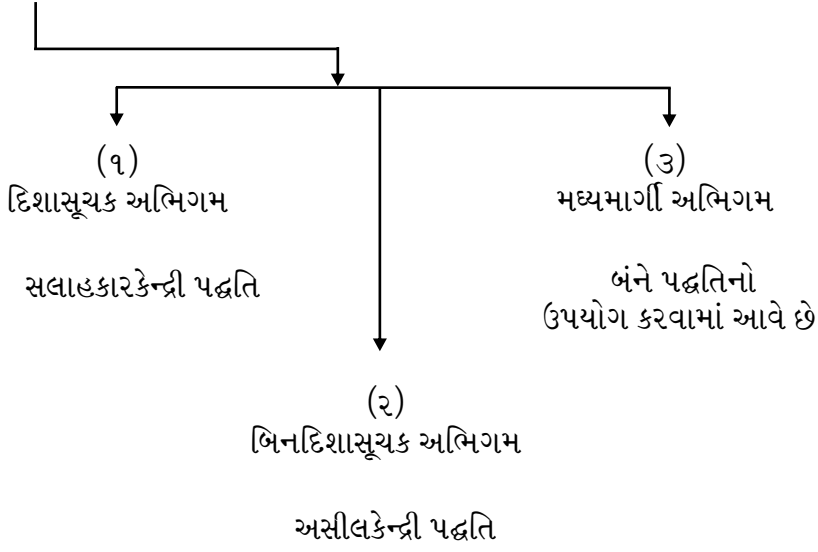 (૧)
દિશાસૂચક અભિગમ
સલાહકારકેન્દ્રી પદ્ધતિ
(૩)
મધ્યમાર્ગી અભિગમ
બંને પદ્ધતિનો
ઉપયોગ કરવામાં આવે છે
(૨)
બિનદિશાસૂચક અભિગમ
અસીલકેન્દ્રી પદ્ધતિ